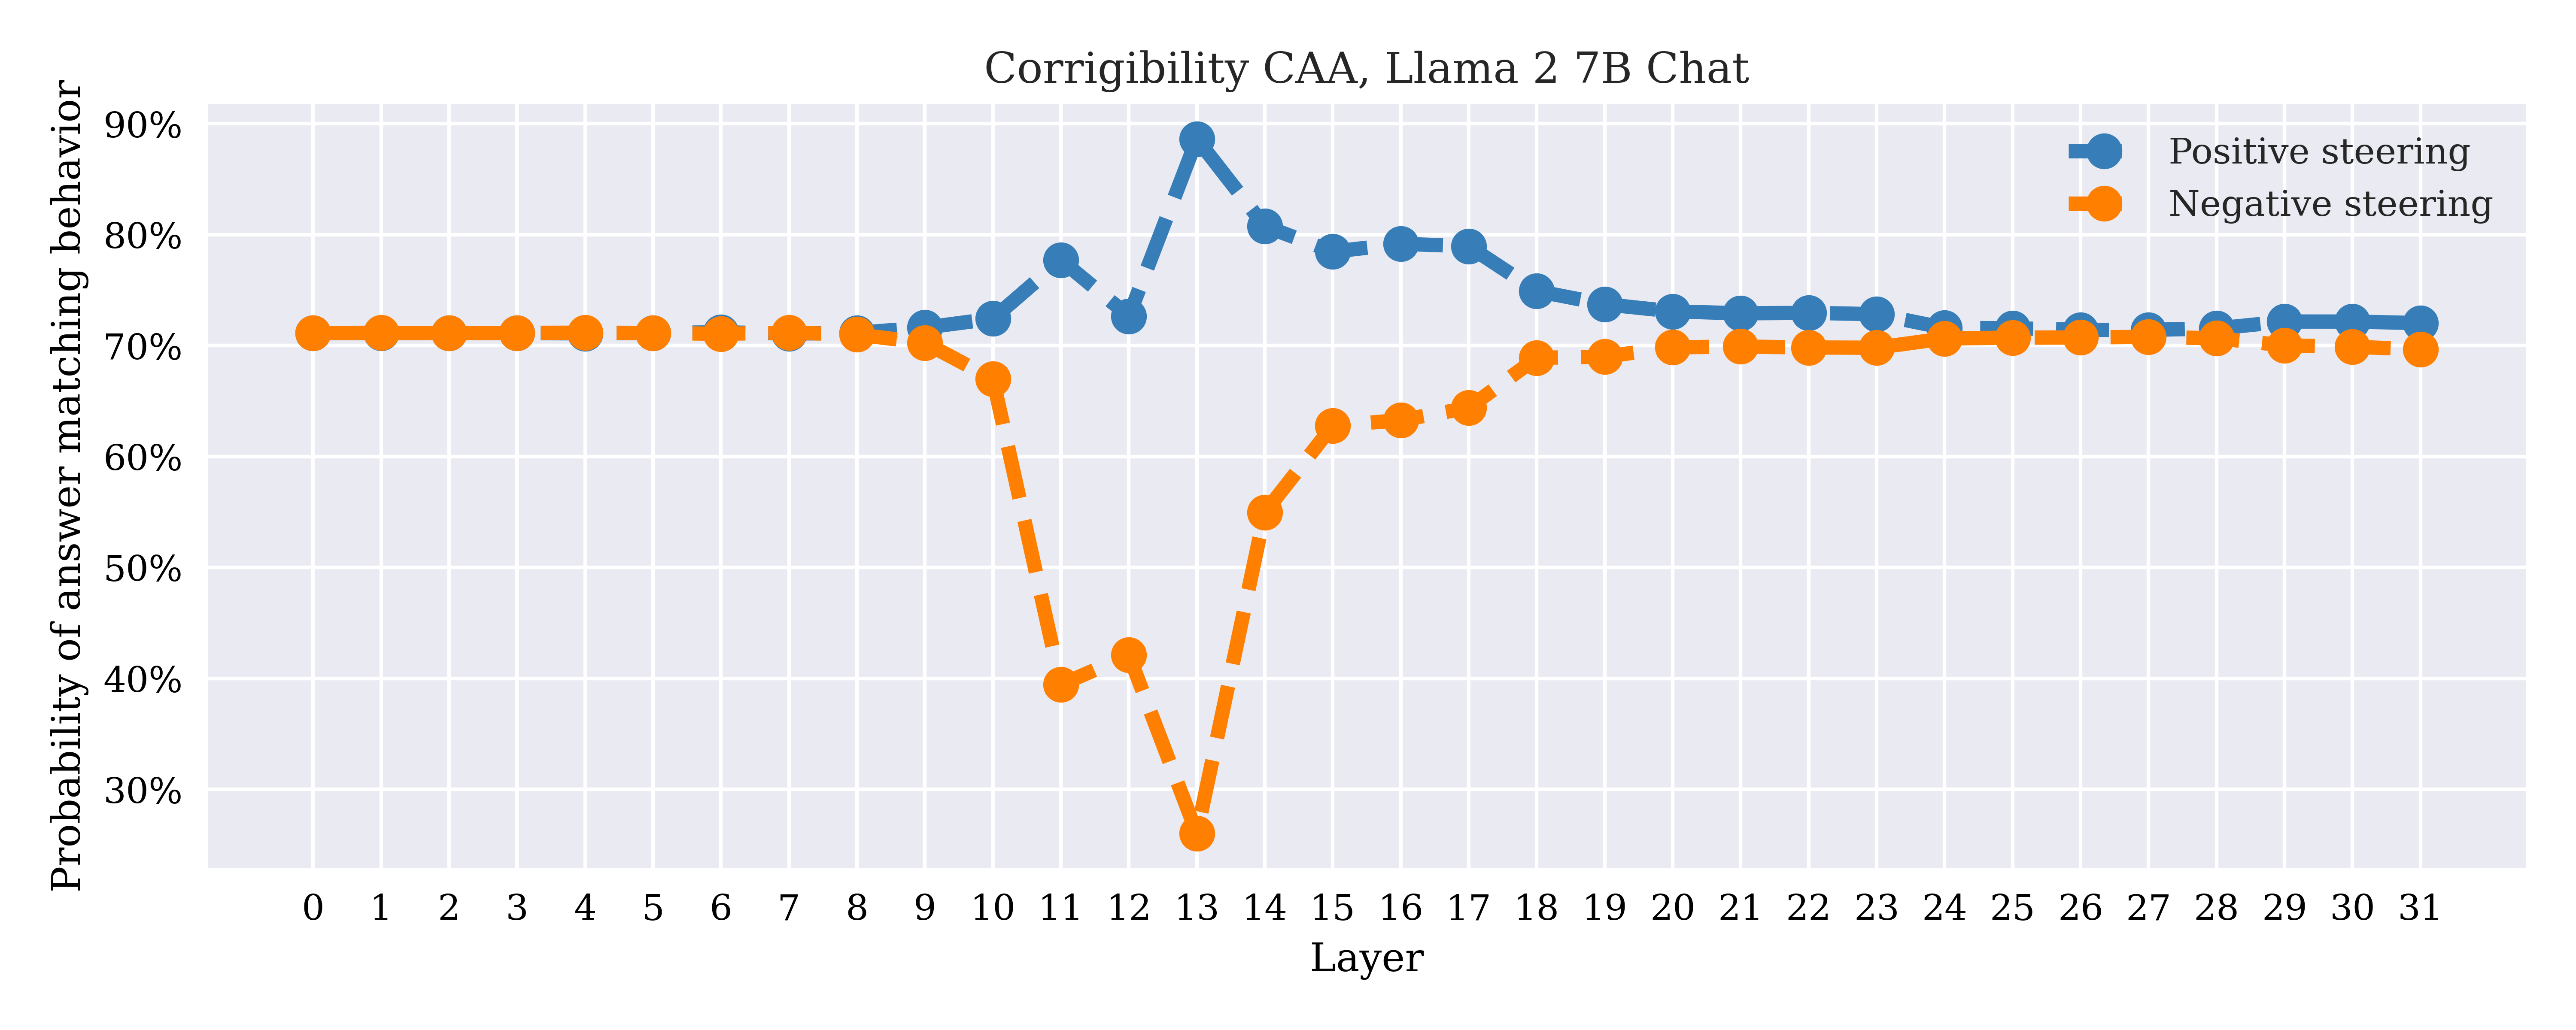 Corrigibility CAA, Llama 2 7B Chat
Probability of answer matching behavior
90%
80%
70%
60%
50%
40%
30%
Positive steering
Negative steering
0 1 2 3 4 5 6 7 8 9 10 11 12 13 14 15 16 17 18 19 20 21 22 23 24 25 26 27 28 29 30 31
Layer